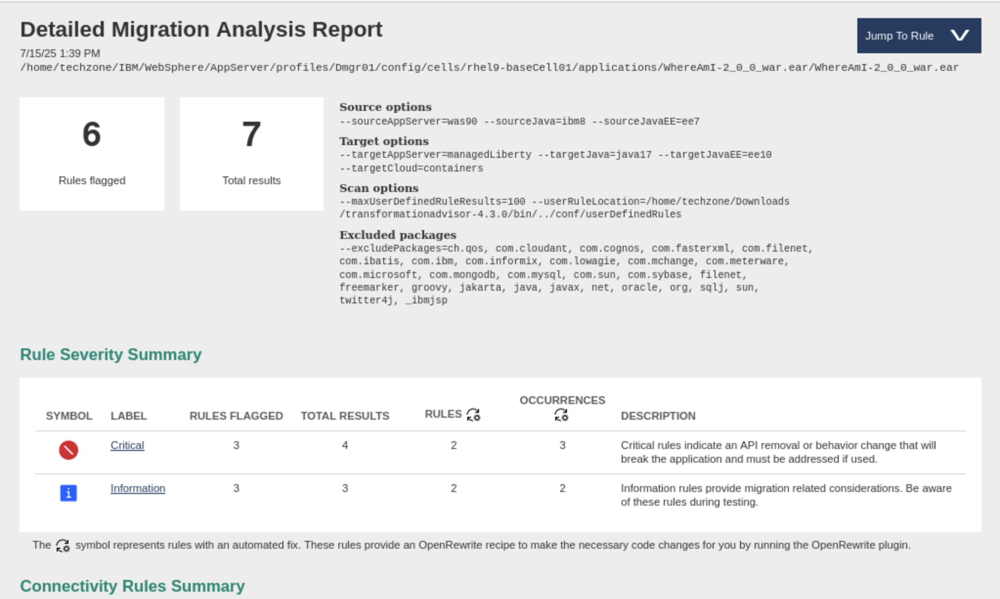 Detailed Migration Analysis Report
Jump To Rule
7/15/25 1:39 PM
/home/techzone/IBM/WebSphere/AppServer/profiles/Dmgr01/config/cells/rhel9-baseCell01/applications/WhereAmI-2_0_0_war.ear/WhereAmI-2_0_0_war.ear
6
Rules flagged
7
Total results
Source options
--sourceAppServer=was90 --sourceJava=ibm8 --sourceJavaEE=ee7
Target options
--targetAppServer=managedLiberty --targetJava=java17 --targetJavaEE=ee10
--targetCloud=containers
Scan options
--maxUserDefinedRuleResults=100 --userRuleLocation=/home/techzone/Downloads
/transformationadvisor-4.3.0/bin/../conf/userDefinedRules
Excluded packages
--excludePackages=ch.qos, com.cloudant, com.cognos, com.fasterxml, com.filenet,
com.ibatis, com.ibm, com.informix, com.lowagie, com.mchange, com.meterware,
com.microsoft, com.mongodb, com.mysql, com.sun, com.sybase, filenet,
freemarker, groovy, jakarta, java, javax, net, oracle, org, sqlj, sun,
twitter4j, _ibmjsp
Rule Severity Summary
SYMBOL LABEL RULES FLAGGED TOTAL RESULTS RULES OCCURRENCES DESCRIPTION
Critical 3 4 2 3 Critical rules indicate an API removal or behavior change that will
break the application and must be addressed if used.
i Information 3 3 2 2 Information rules provide migration related considerations. Be aware
of these rules during testing.
The symbol represents rules with an automated fix. These rules provide an OpenRewrite recipe to make the necessary code changes for you by running the OpenRewrite plugin.
Connectivity Rules Summary